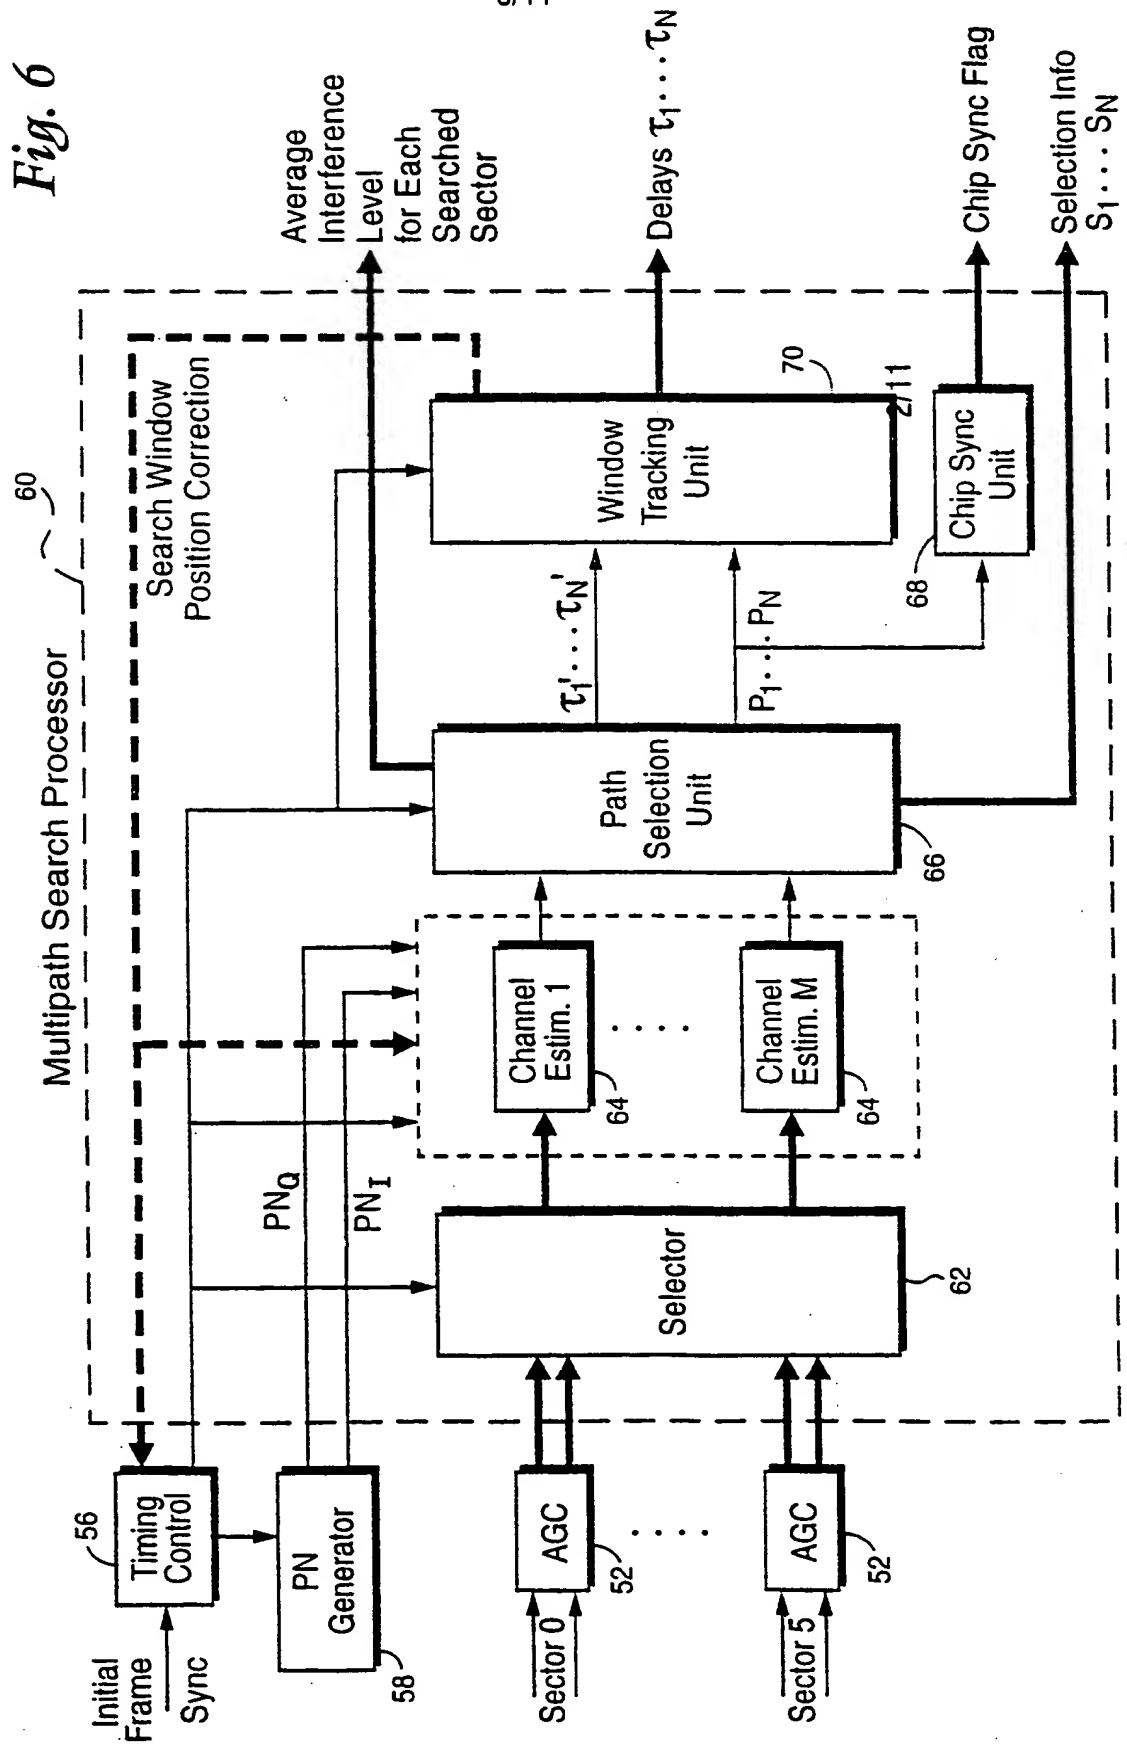 Fig. 6
Multipath Search Processor
60
Search Window
Position Correction
Average
Interference
Level
for Each
Searched
Sector
Initial
Frame
Sync
56
Timing
Control
PN
Generator
58
PNQ
PNI
Sector 0
AGC
52
. . . .
Sector 5
AGC
52
Selector
62
Channel
Estim. 1
64
. . . .
Channel
Estim. M
64
Path
Selection
Unit
66
τ1'. . . . τN'
P1. . . . PN
Window
Tracking
Unit
70
2/11
68
Chip Sync
Unit
Delays τ1. . . . τN
Chip Sync Flag
Selection Info
S1. . . . SN